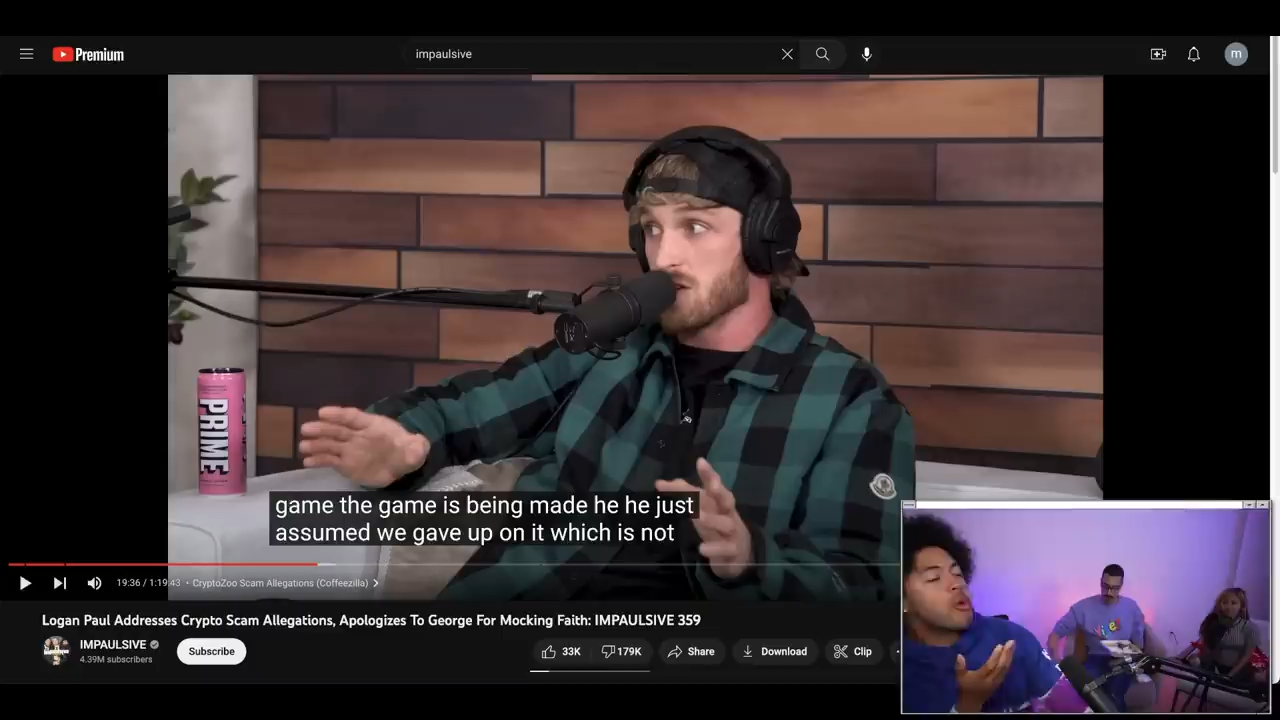 Premium
impaulsive
m
PRIME
game the game is being made he he just
assumed we gave up on it which is not
19:36 / 1:19:43 • CryptoZoo Scam Allegations (Coffeezilla)
Logan Paul Addresses Crypto Scam Allegations, Apologizes To George For Mocking Faith: IMPAULSIVE 359
IMPAULSIVE
4.39M subscribers
Subscribe
33K
179K
Share
Download
Clip